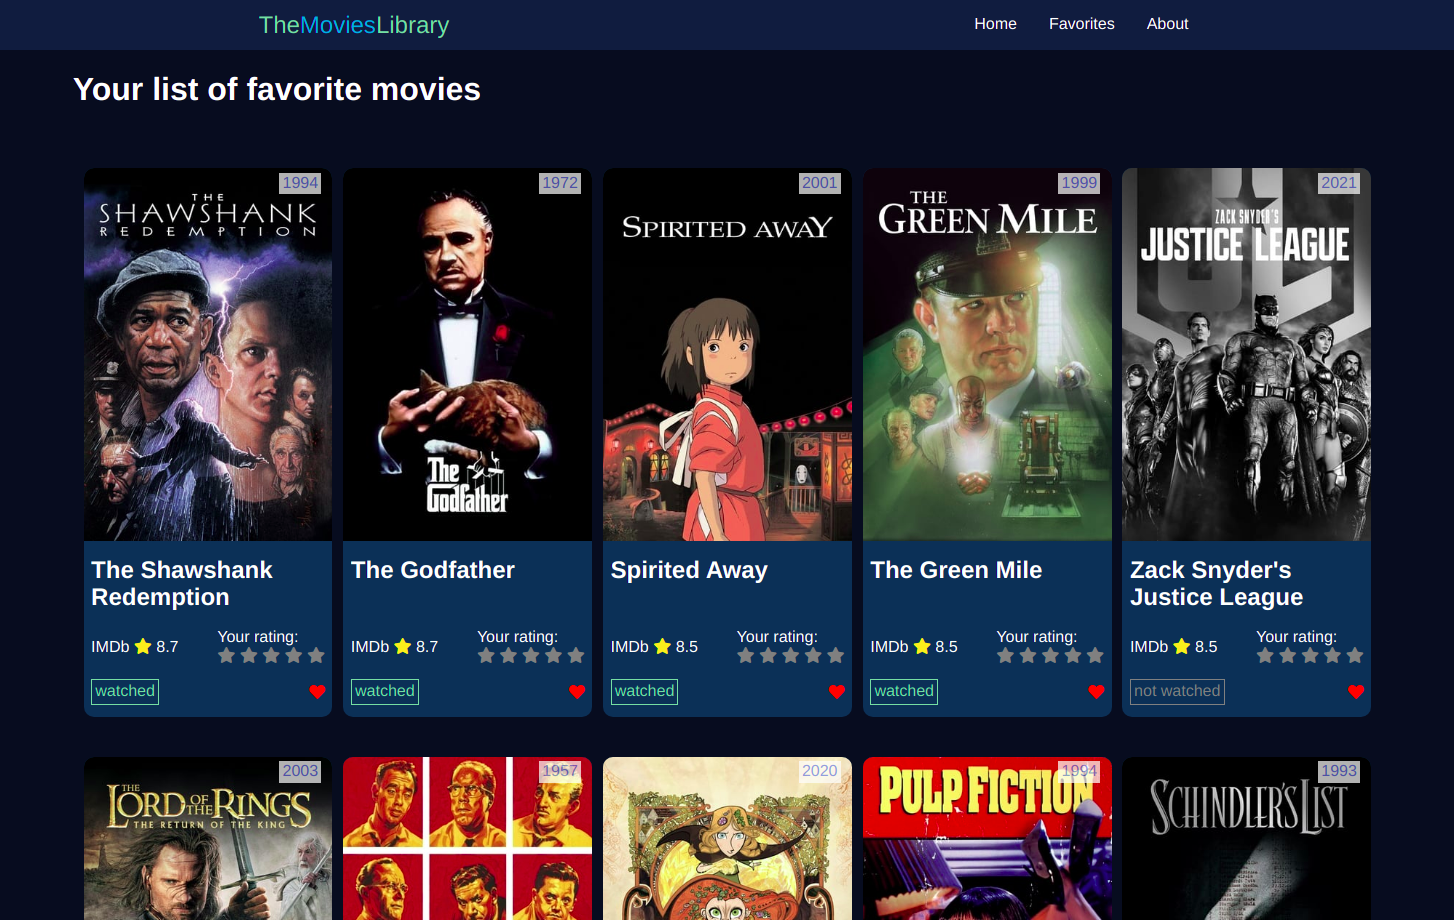 TheMoviesLibrary
Home Favorites About
Your list of favorite movies
1994
THE
SHAWSHANK
REDEMPTION
The Shawshank
Redemption
IMDb 8.7
Your rating:
watched
1972
The
Godfather
The Godfather
IMDb 8.7
Your rating:
watched
2001
SPIRITED AWAY
Spirited Away
IMDb 8.5
Your rating:
watched
1999
THE
GREEN MILE
The Green Mile
IMDb 8.5
Your rating:
watched
2021
ZACK SNYDER'S
JUSTICE LEAGUE
Zack Snyder's
Justice League
IMDb 8.5
Your rating:
not watched
2003
THE
LORD OF THE RINGS
THE RETURN OF THE KING
1957
2020
1994
PULP FICTION
1993
SCHINDLER'S LIST